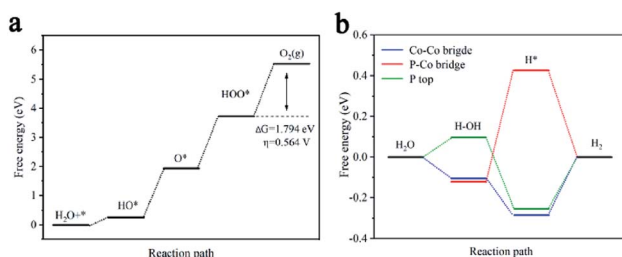 a
Free energy (eV)
6
5
4
3
2
1
0
H₂O+*
HO*
O*
HOO*
O₂(g)
ΔG=1.794 eV
η=0.564 V
Reaction path
b
Free energy (eV)
0.6
0.4
0.2
0.0
-0.2
-0.4
Co-Co brigde
P-Co bridge
P top
H₂O
H-OH
H*
H₂
Reaction path